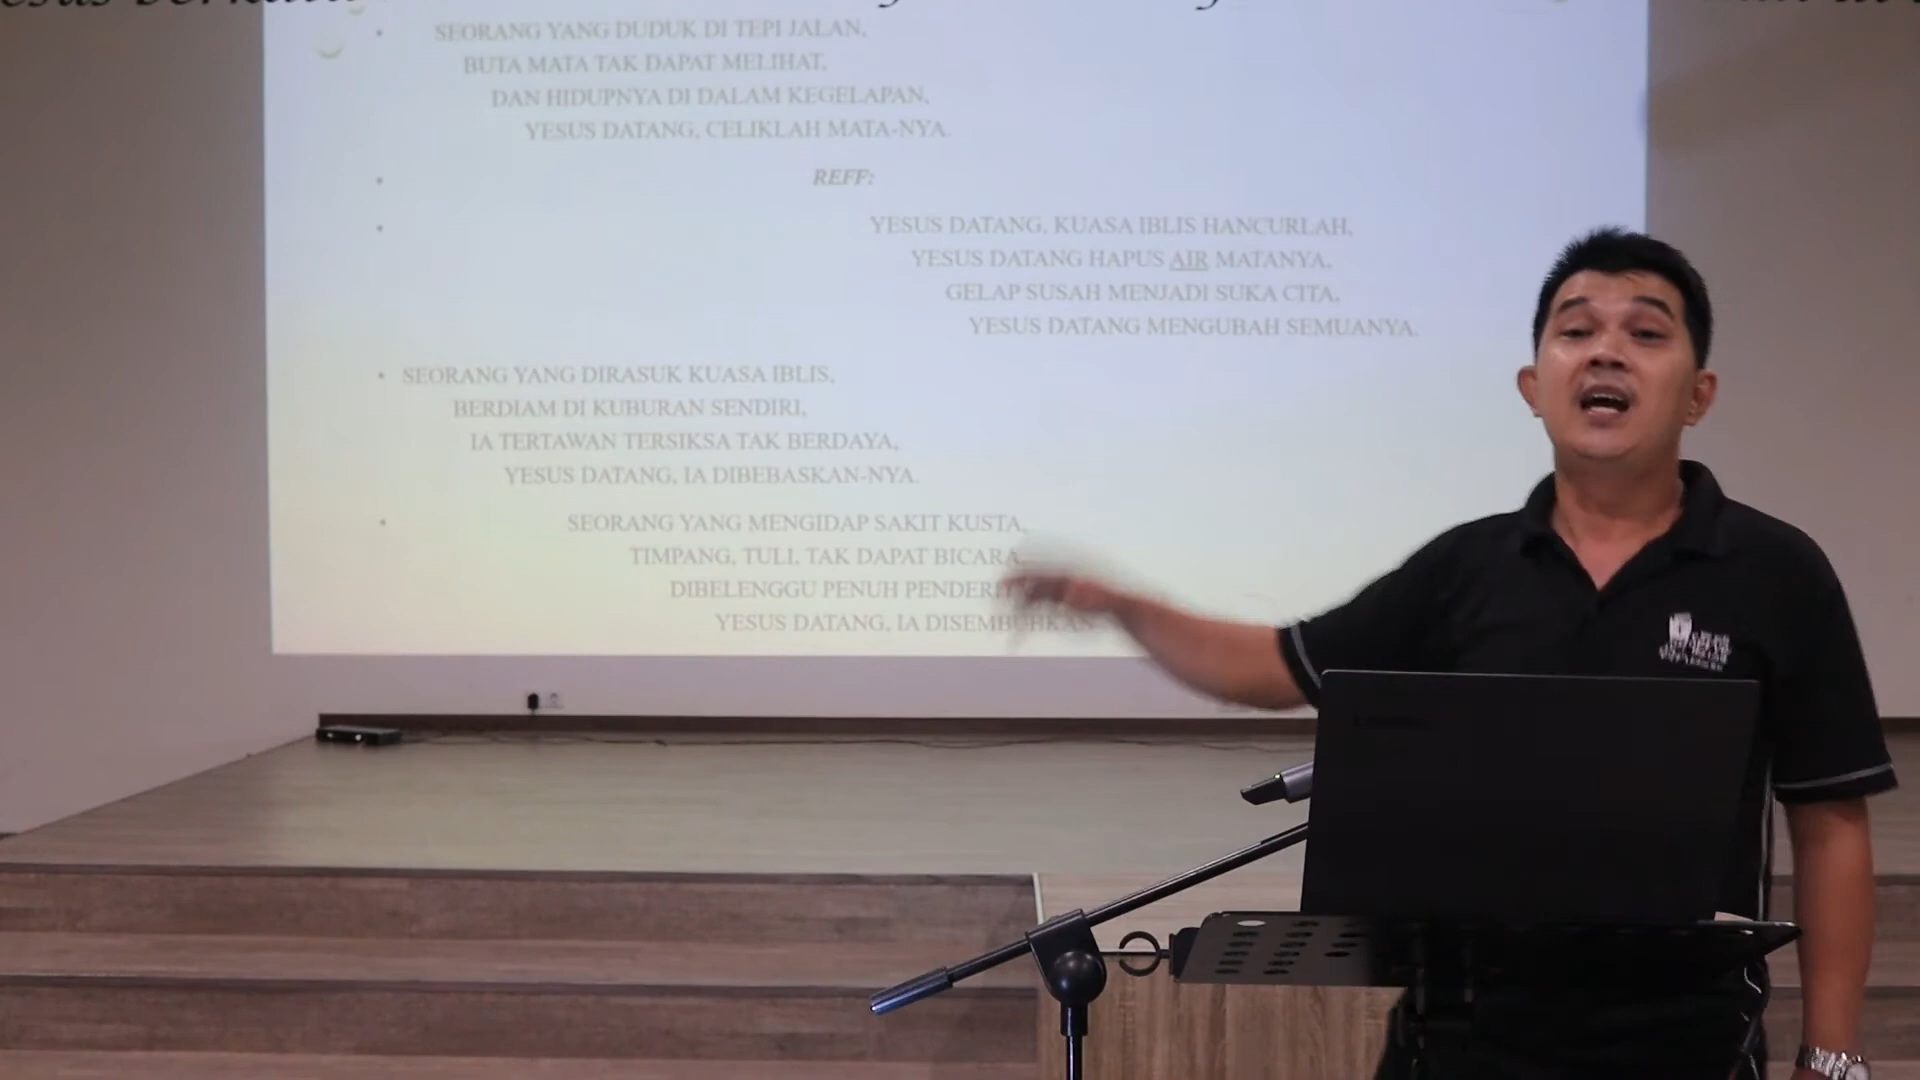 SEORANG YANG DUDUK DI TEPI JALAN,
BUTA MATA TAK DAPAT MELIHAT,
DAN HIDUPNYA DI DALAM KEGELAPAN,
YESUS DATANG, CELIKLAH MATA-NYA.
REFF:
YESUS DATANG, KUASA IBLIS HANCURLAH,
YESUS DATANG HAPUS AIR MATANYA,
GELAP SUSAH MENJADI SUKA CITA,
YESUS DATANG MENGUBAH SEMUANYA.
SEORANG YANG DIRASUK KUASA IBLIS,
BERDIAM DI KUBURAN SENDIRI,
IA TERTAWAN TERSIKSA TAK BERDAYA,
YESUS DATANG, IA DIBEBASKAN-NYA.
SEORANG YANG MENGIDAP SAKIT KUSTA,
TIMPANG, TULI, TAK DAPAT BICARA,
DIBELENGGU PENUH
YESUS DATANG, IA DISEMBUHKAN